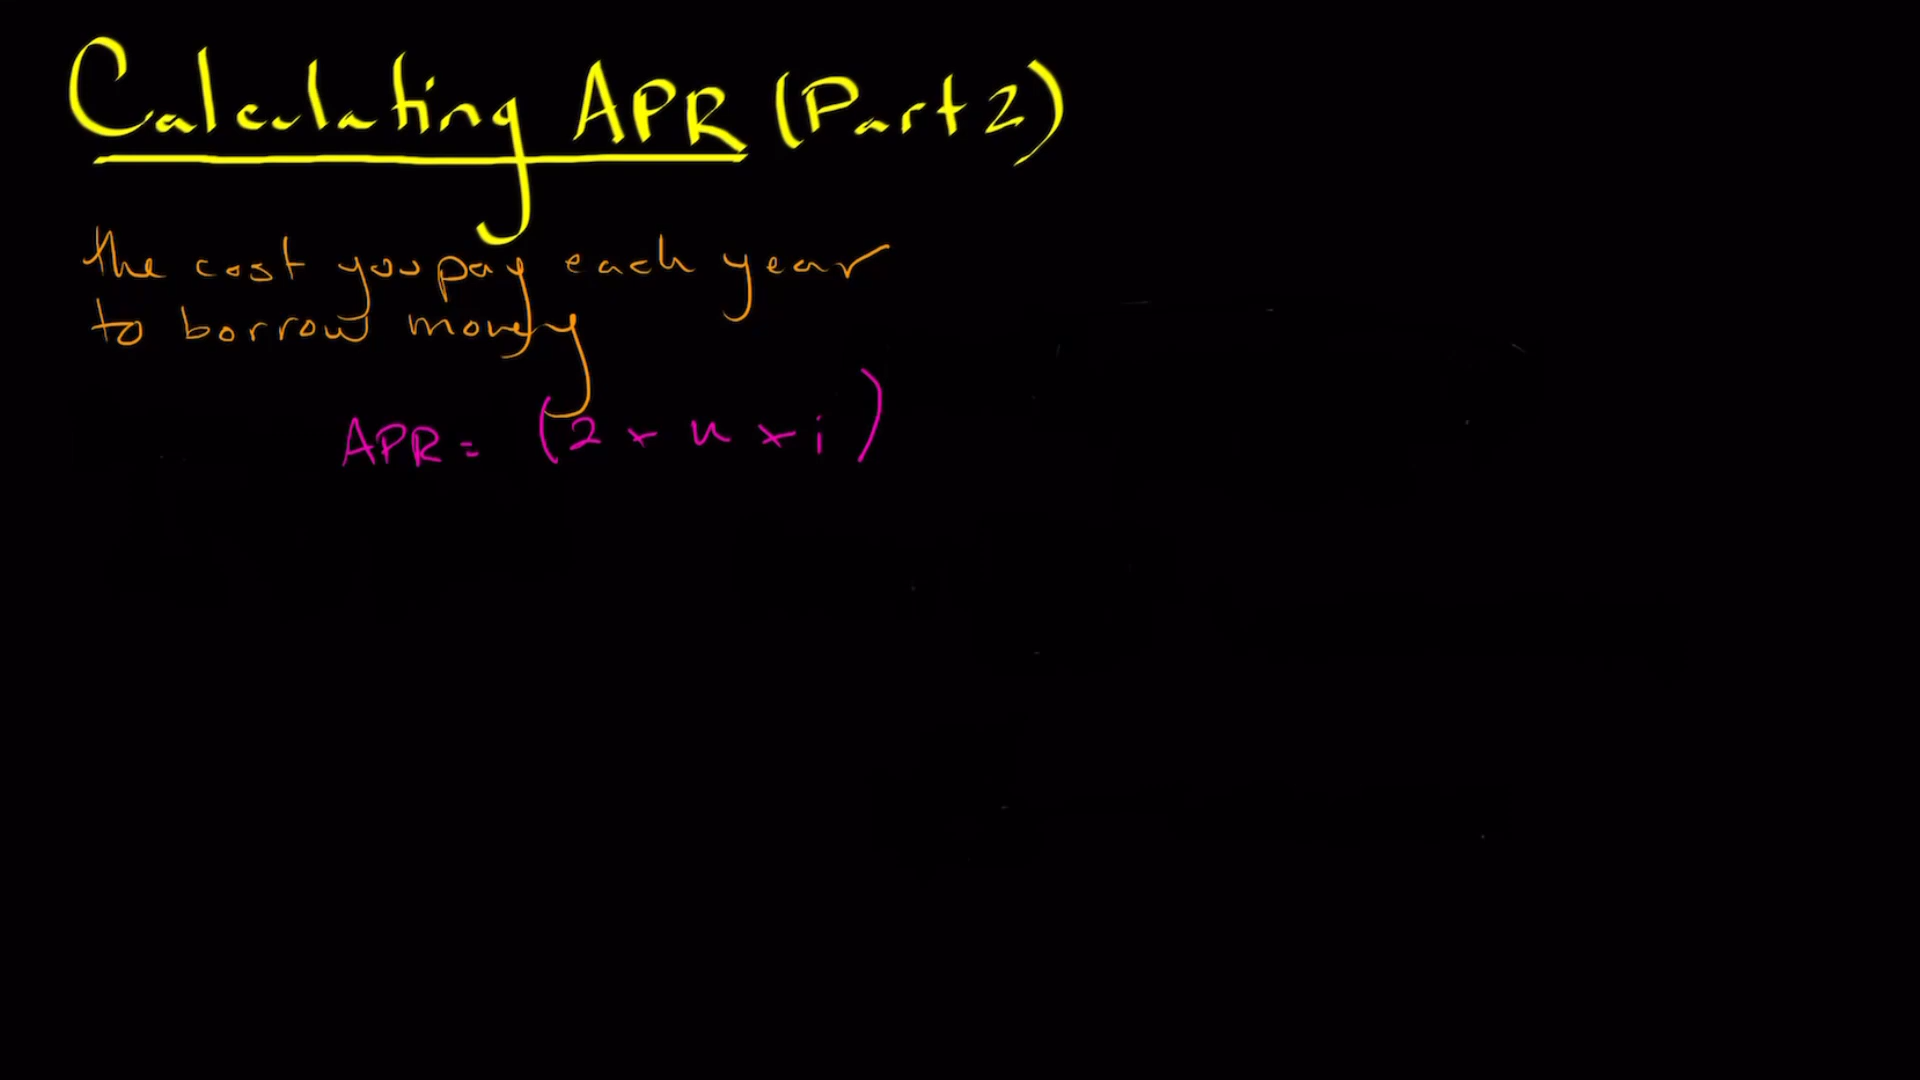 Calculating APR (Part 2)
the cost you pay each year
to borrow money
APR = (2 × n × i)